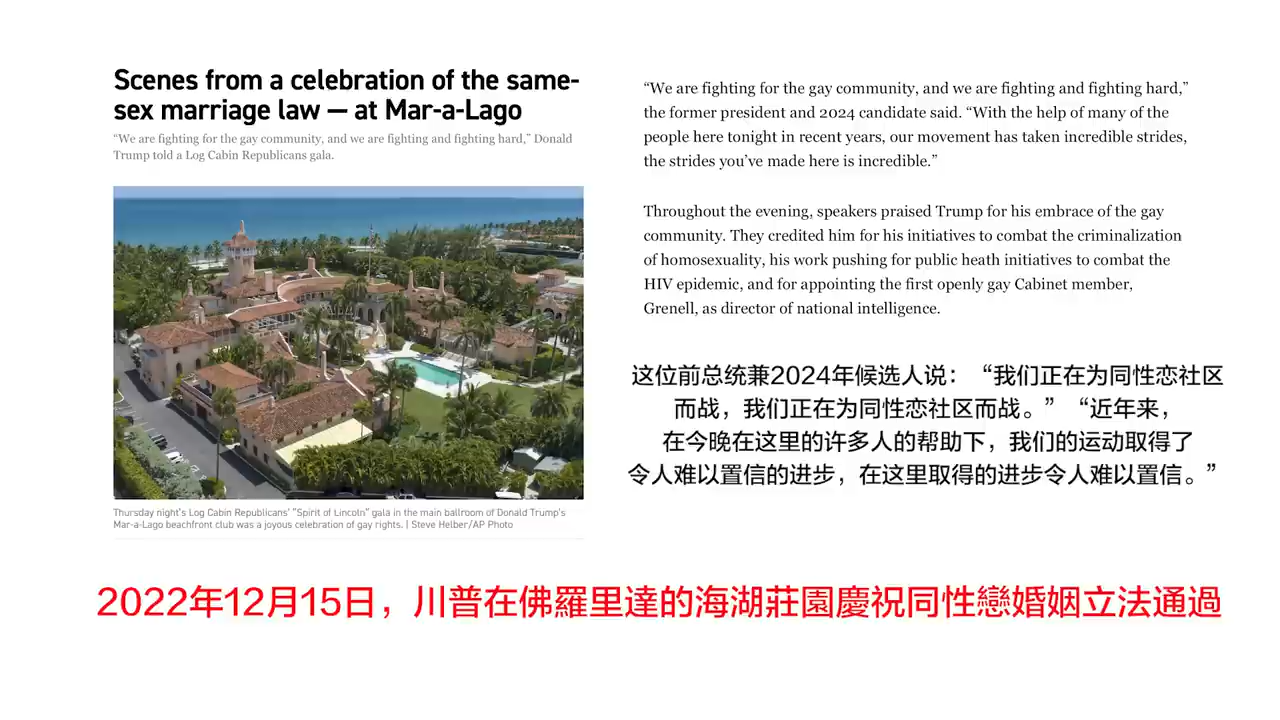 Scenes from a celebration of the same-
sex marriage law — at Mar-a-Lago
“We are fighting for the gay community, and we are fighting and fighting hard,” Donald
Trump told a Log Cabin Republicans gala.
Thursday night's Log Cabin Republicans' "Spirit of Lincoln" gala in the main ballroom of Donald Trump's
Mar-a-Lago beachfront club was a joyous celebration of gay rights. | Steve Helber/AP Photo
“We are fighting for the gay community, and we are fighting and fighting hard,”
the former president and 2024 candidate said. “With the help of many of the
people here tonight in recent years, our movement has taken incredible strides,
the strides you’ve made here is incredible.”
Throughout the evening, speakers praised Trump for his embrace of the gay
community. They credited him for his initiatives to combat the criminalization
of homosexuality, his work pushing for public heath initiatives to combat the
HIV epidemic, and for appointing the first openly gay Cabinet member,
Grenell, as director of national intelligence.
这位前总统兼2024年候选人说：“我们正在为同性恋社区
而战，我们正在为同性恋社区而战。”“近年来，
在今晚在这里的许多人的帮助下，我们的运动取得了
令人难以置信的进步，在这里取得的进步令人难以置信。”
2022年12月15日，川普在佛羅里達的海湖莊園慶祝同性戀婚姻立法通過